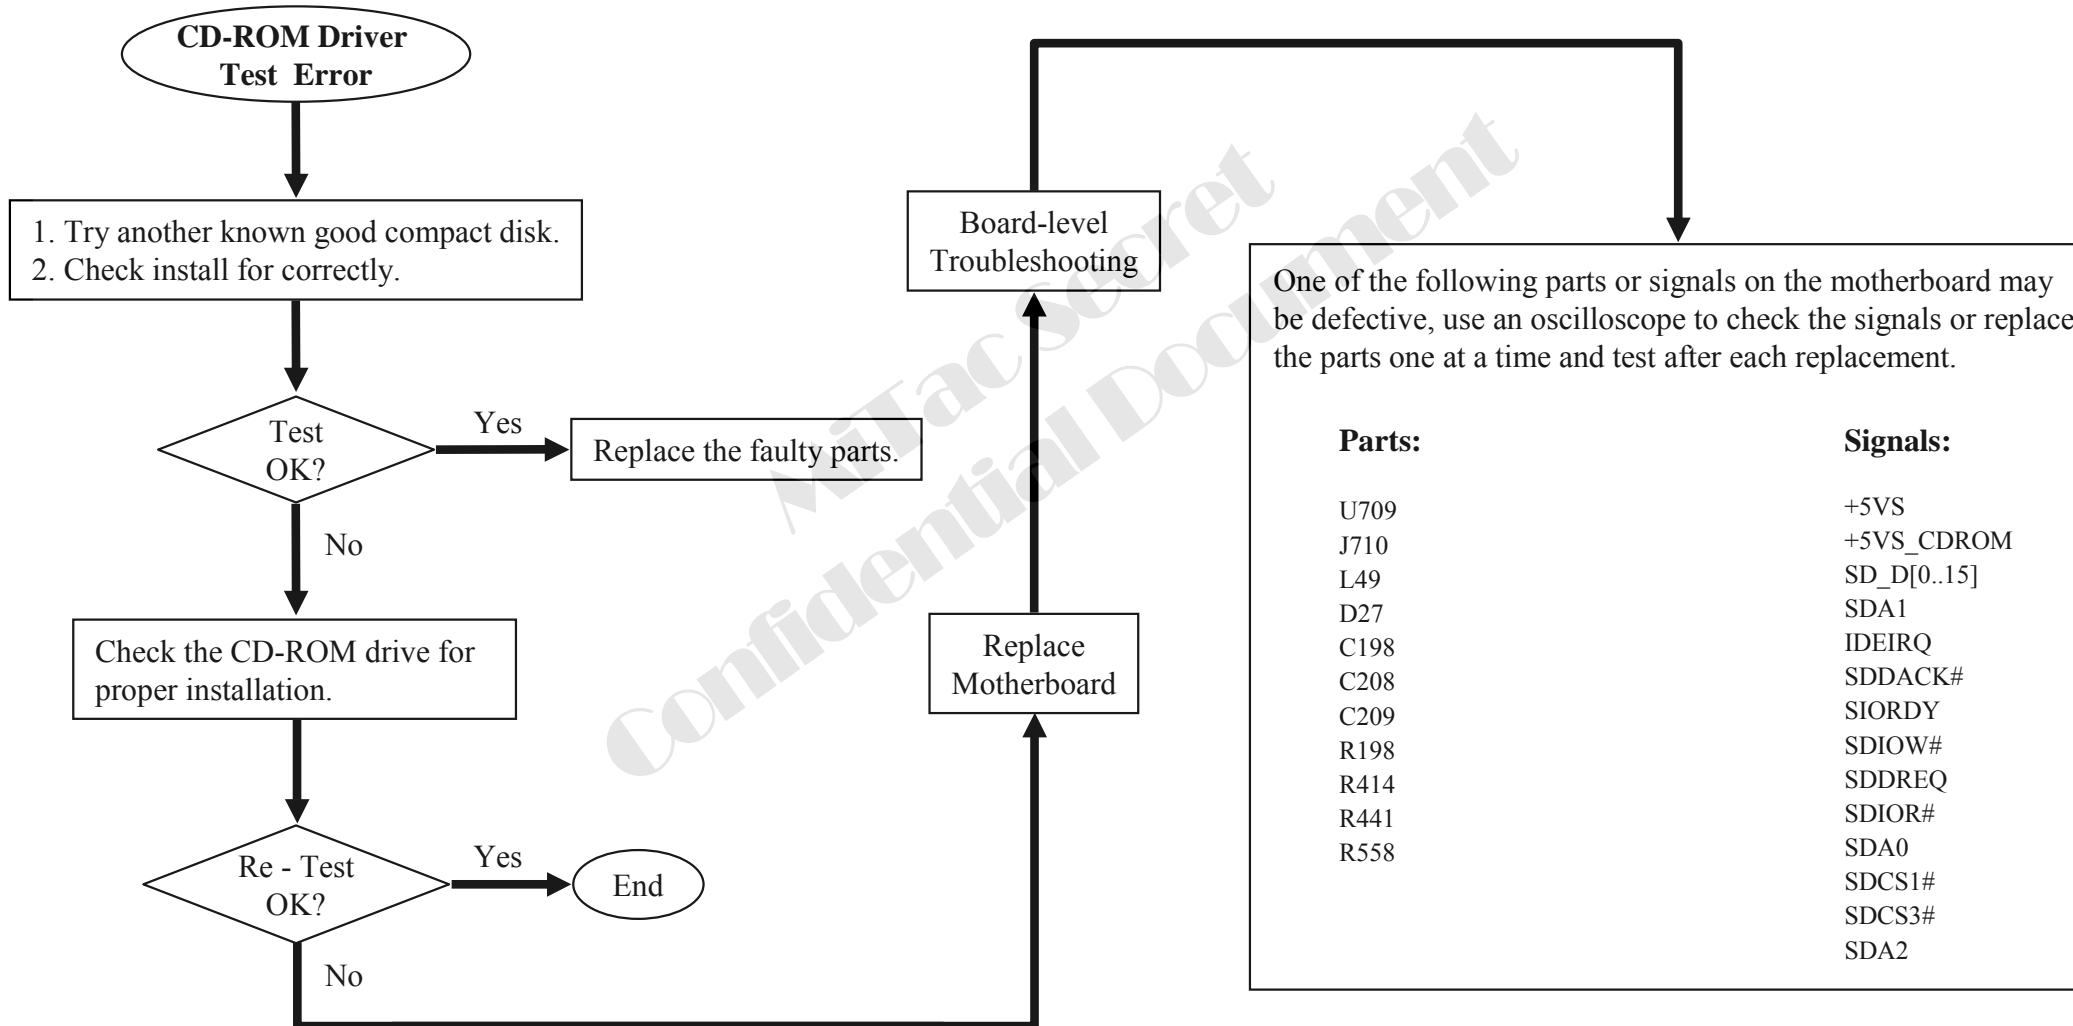 CD-ROM Driver
Test Error
1. Try another known good compact disk.
2. Check install for correctly.
Test
OK?
Yes
Replace the faulty parts.
No
Check the CD-ROM drive for
proper installation.
Re - Test
OK?
Yes
End
No
Replace
Motherboard
Board-level
Troubleshooting
One of the following parts or signals on the motherboard may
be defective, use an oscilloscope to check the signals or replace
the parts one at a time and test after each replacement.
Parts:
U709
J710
L49
D27
C198
C208
C209
R198
R414
R441
R558
Signals:
+5VS
+5VS_CDROM
SD_D[0..15]
SDA1
IDEIRQ
SDDACK#
SIORDY
SDIOW#
SDDREQ
SDIOR#
SDA0
SDCS1#
SDCS3#
SDA2
MiTac Secret
Confidential Document